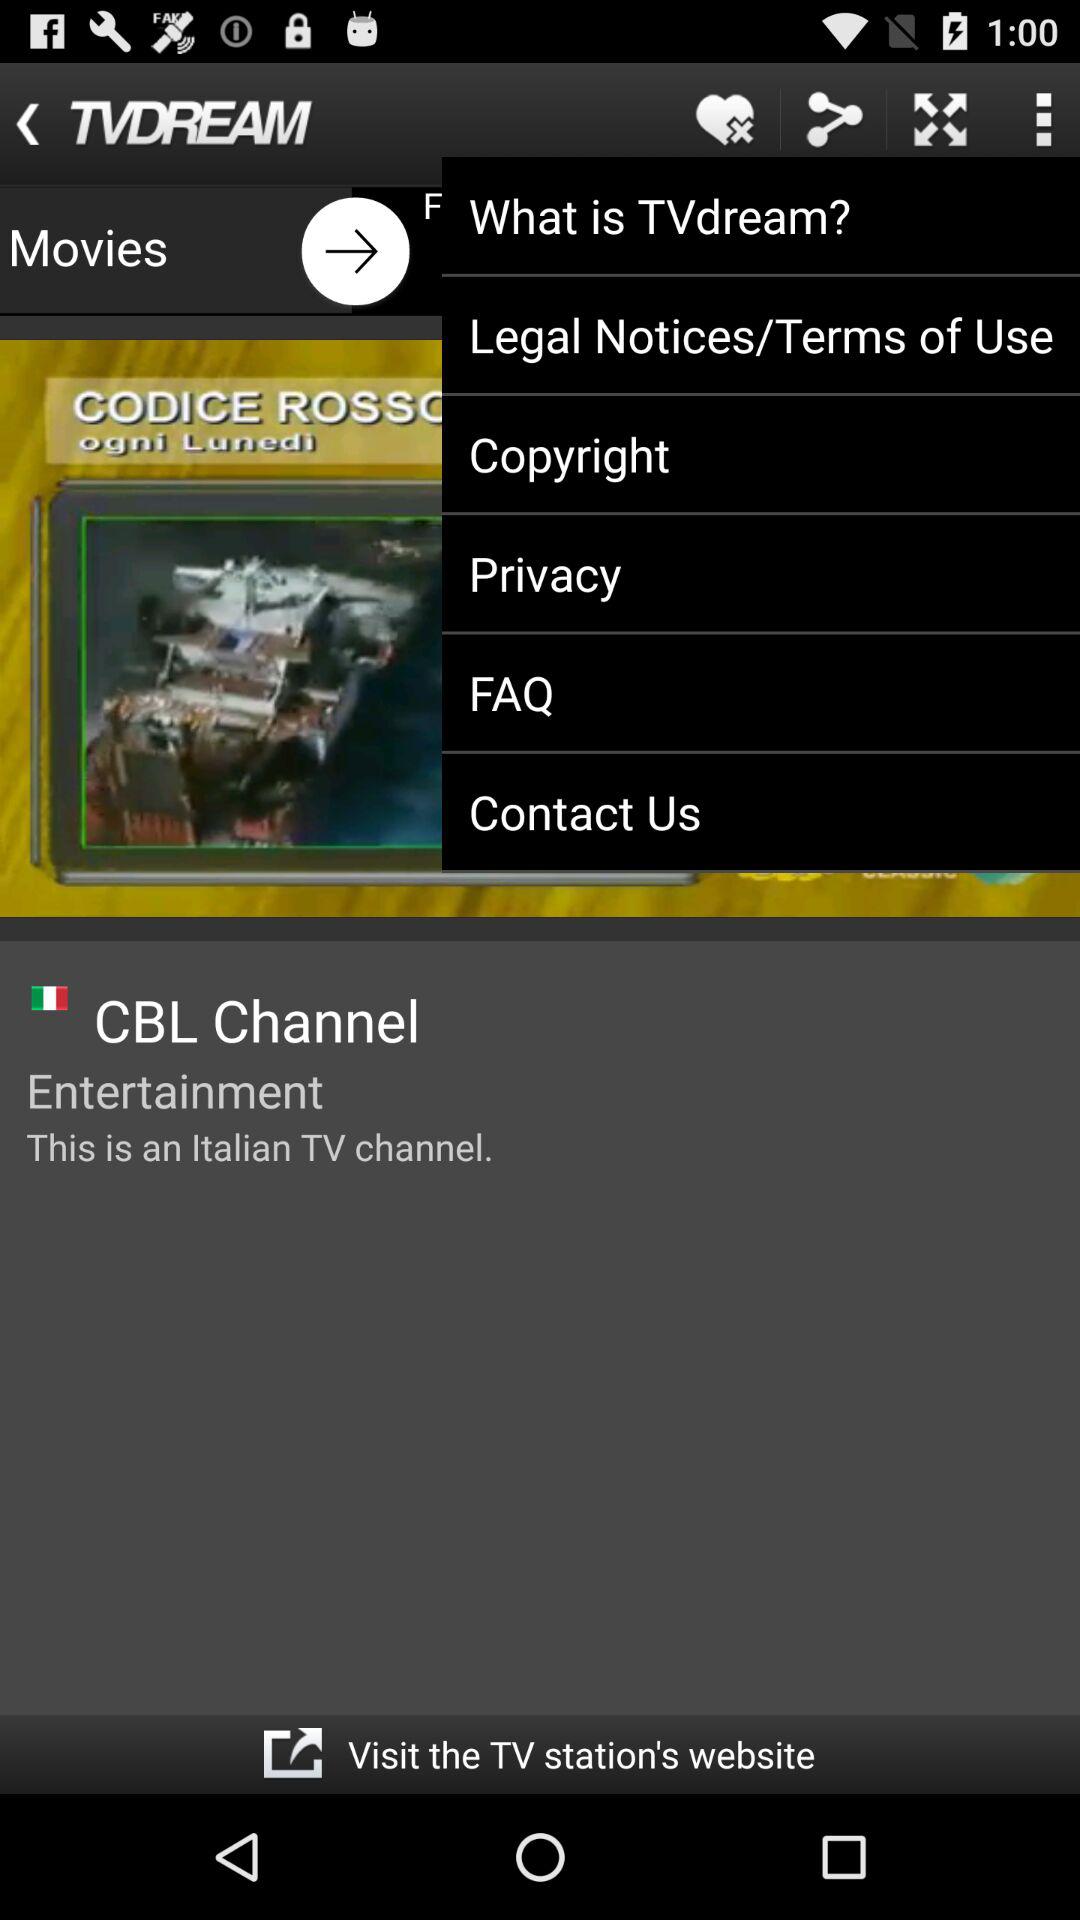 FAK
1:00
TVDREAM
Movies
F
What is TVdream?
Legal Notices/Terms of Use
Copyright
Privacy
FAQ
Contact Us
CODICE ROSSO
ogni Lunedì
CBL Channel
Entertainment
This is an Italian TV channel.
Visit the TV station's website